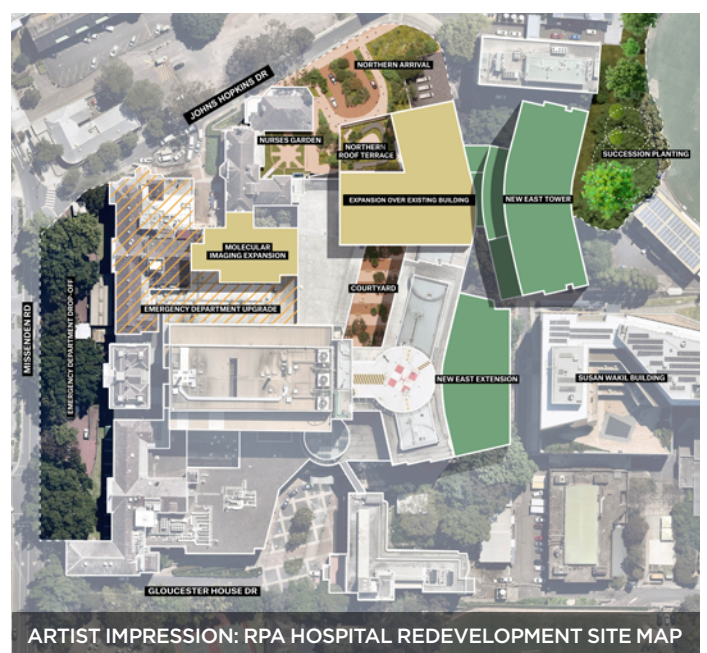 NORTHERN ARRIVAL
JOHNS HOPKINS DR
NURSES GARDEN
NORTHERN
ROOF TERRACE
SUCCESSION PLANTING
EXPANSION OVER EXISTING BUILDING
NEW EAST TOWER
MOLECULAR
IMAGING EXPANSION
COURTYARD
EMERGENCY DEPARTMENT UPGRADE
MISSENDEN RD
EMERGENCY DEPARTMENT DROP-OFF
NEW EAST EXTENSION
SUSAN WAKIL BUILDING
GLOUCESTER HOUSE DR
ARTIST IMPRESSION: RPA HOSPITAL REDEVELOPMENT SITE MAP